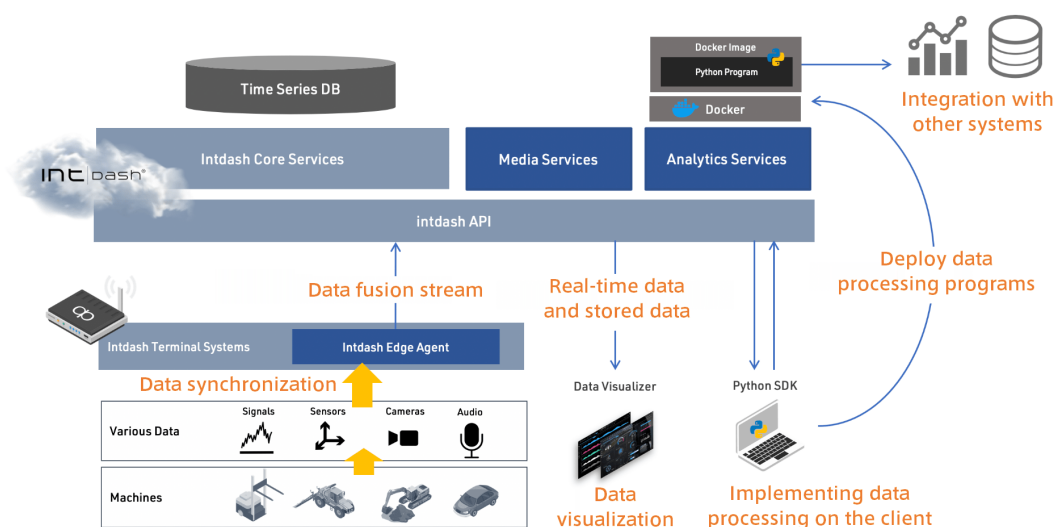 Docker Image
Python Program
Time Series DB
Docker
Integration with
other systems
Intdash Core Services
Media Services
Analytics Services
INt|DASH®
intdash API
Data fusion stream
Real-time data
and stored data
Deploy data
processing programs
Intdash Terminal Systems
Intdash Edge Agent
Data synchronization
Data Visualizer
Python SDK
Signals
Sensors
Cameras
Audio
Various Data
Machines
Data
visualization
Implementing data
processing on the client